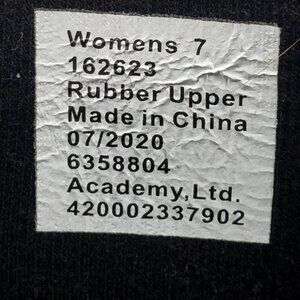 Womens 7
162623
Rubber Upper
Made in China
07/2020
6358804
Academy,Ltd.
420002337902